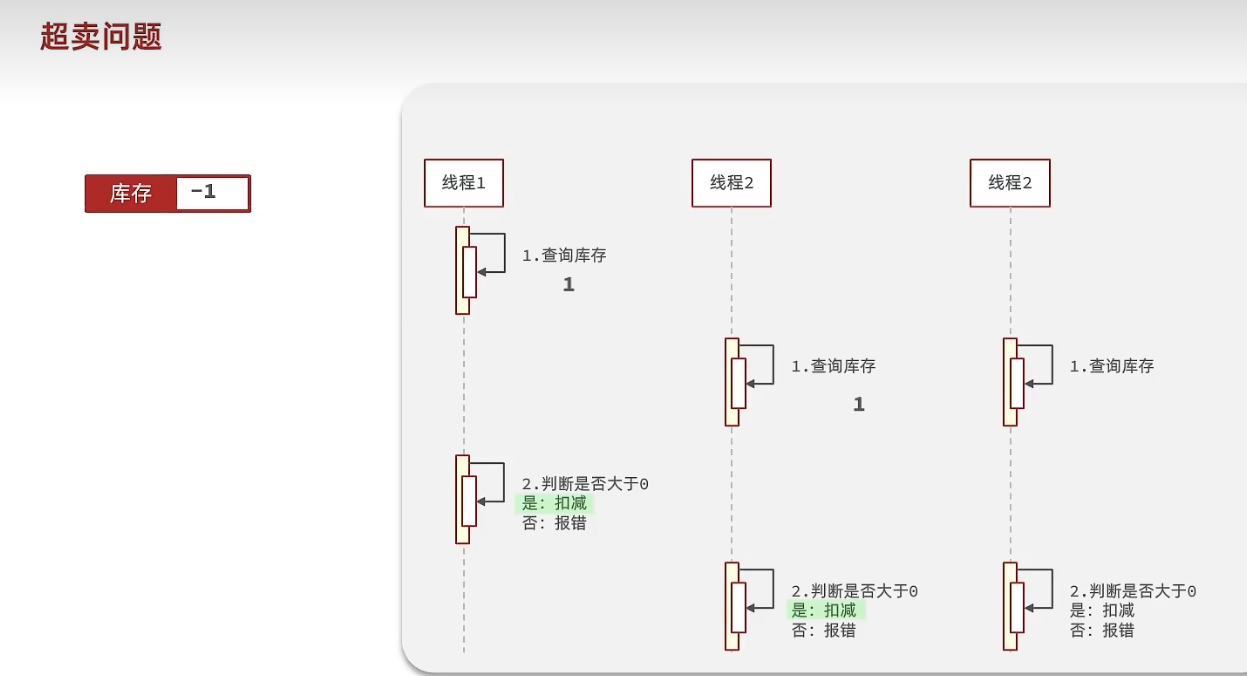 超卖问题
库存 -1
线程1
线程2
线程2
1.查询库存
1
1.查询库存
1
1.查询库存
2.判断是否大于0
是：扣减
否：报错
2.判断是否大于0
是：扣减
否：报错
2.判断是否大于0
是：扣减
否：报错